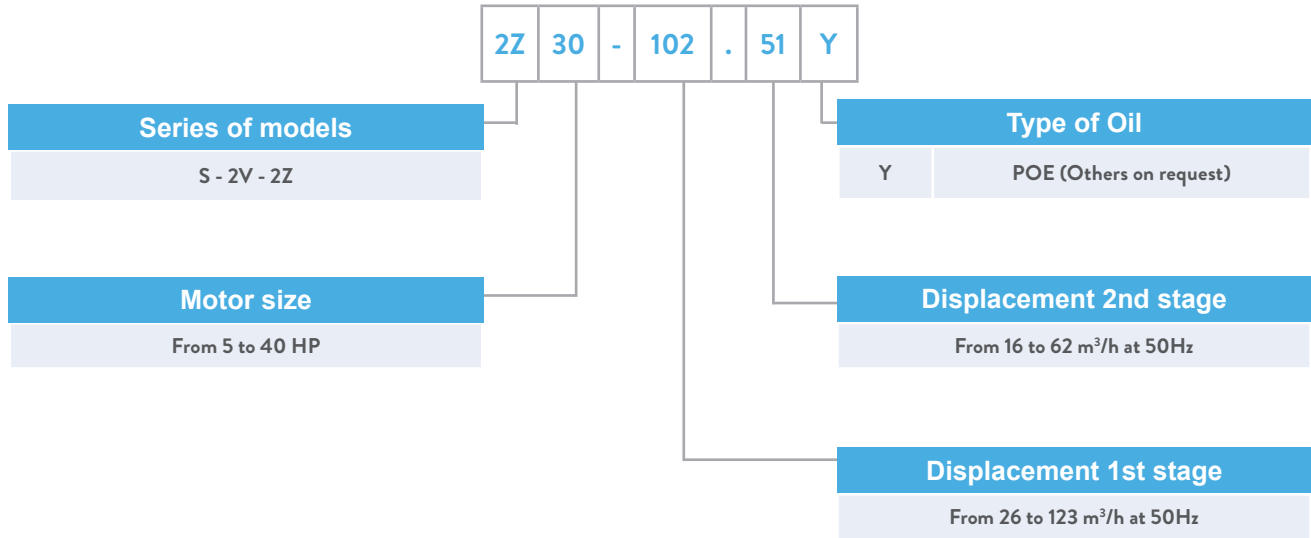 2Z 30 - 102 . 51 Y
Series of models
S - 2V - 2Z
Type of Oil
Y POE (Others on request)
Motor size
From 5 to 40 HP
Displacement 2nd stage
From 16 to 62 m³/h at 50Hz
Displacement 1st stage
From 26 to 123 m³/h at 50Hz